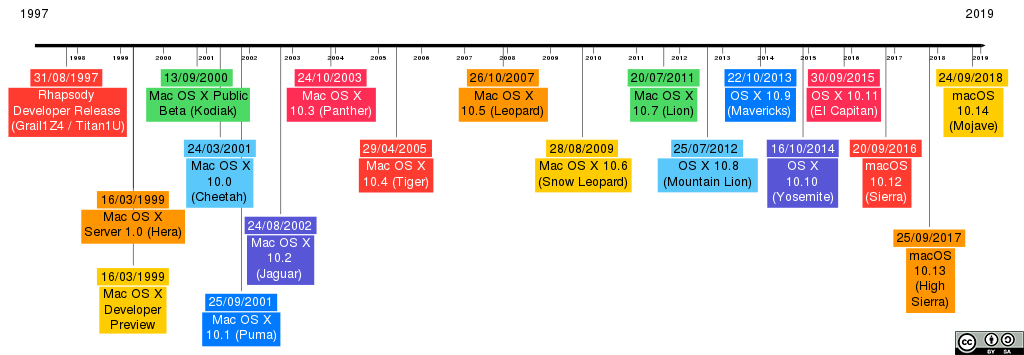 1997
2019
1998
1999
2000
2001
2002
2003
2004
2005
2006
2007
2008
2009
2010
2011
2012
2013
2014
2015
2016
2017
2018
2019
31/08/1997
Rhapsody
Developer Release
(Grail1Z4 / Titan1U)
16/03/1999
Mac OS X
Server 1.0 (Hera)
16/03/1999
Mac OS X
Developer
Preview
13/09/2000
Mac OS X Public
Beta (Kodiak)
24/03/2001
Mac OS X
10.0
(Cheetah)
25/09/2001
Mac OS X
10.1 (Puma)
24/08/2002
Mac OS X
10.2
(Jaguar)
24/10/2003
Mac OS X
10.3 (Panther)
29/04/2005
Mac OS X
10.4 (Tiger)
26/10/2007
Mac OS X
10.5 (Leopard)
28/08/2009
Mac OS X 10.6
(Snow Leopard)
20/07/2011
Mac OS X
10.7 (Lion)
25/07/2012
OS X 10.8
(Mountain Lion)
22/10/2013
OS X 10.9
(Mavericks)
16/10/2014
OS X
10.10
(Yosemite)
30/09/2015
OS X 10.11
(El Capitan)
20/09/2016
macOS
10.12
(Sierra)
25/09/2017
macOS
10.13
(High
Sierra)
24/09/2018
macOS
10.14
(Mojave)
cc
BY SA